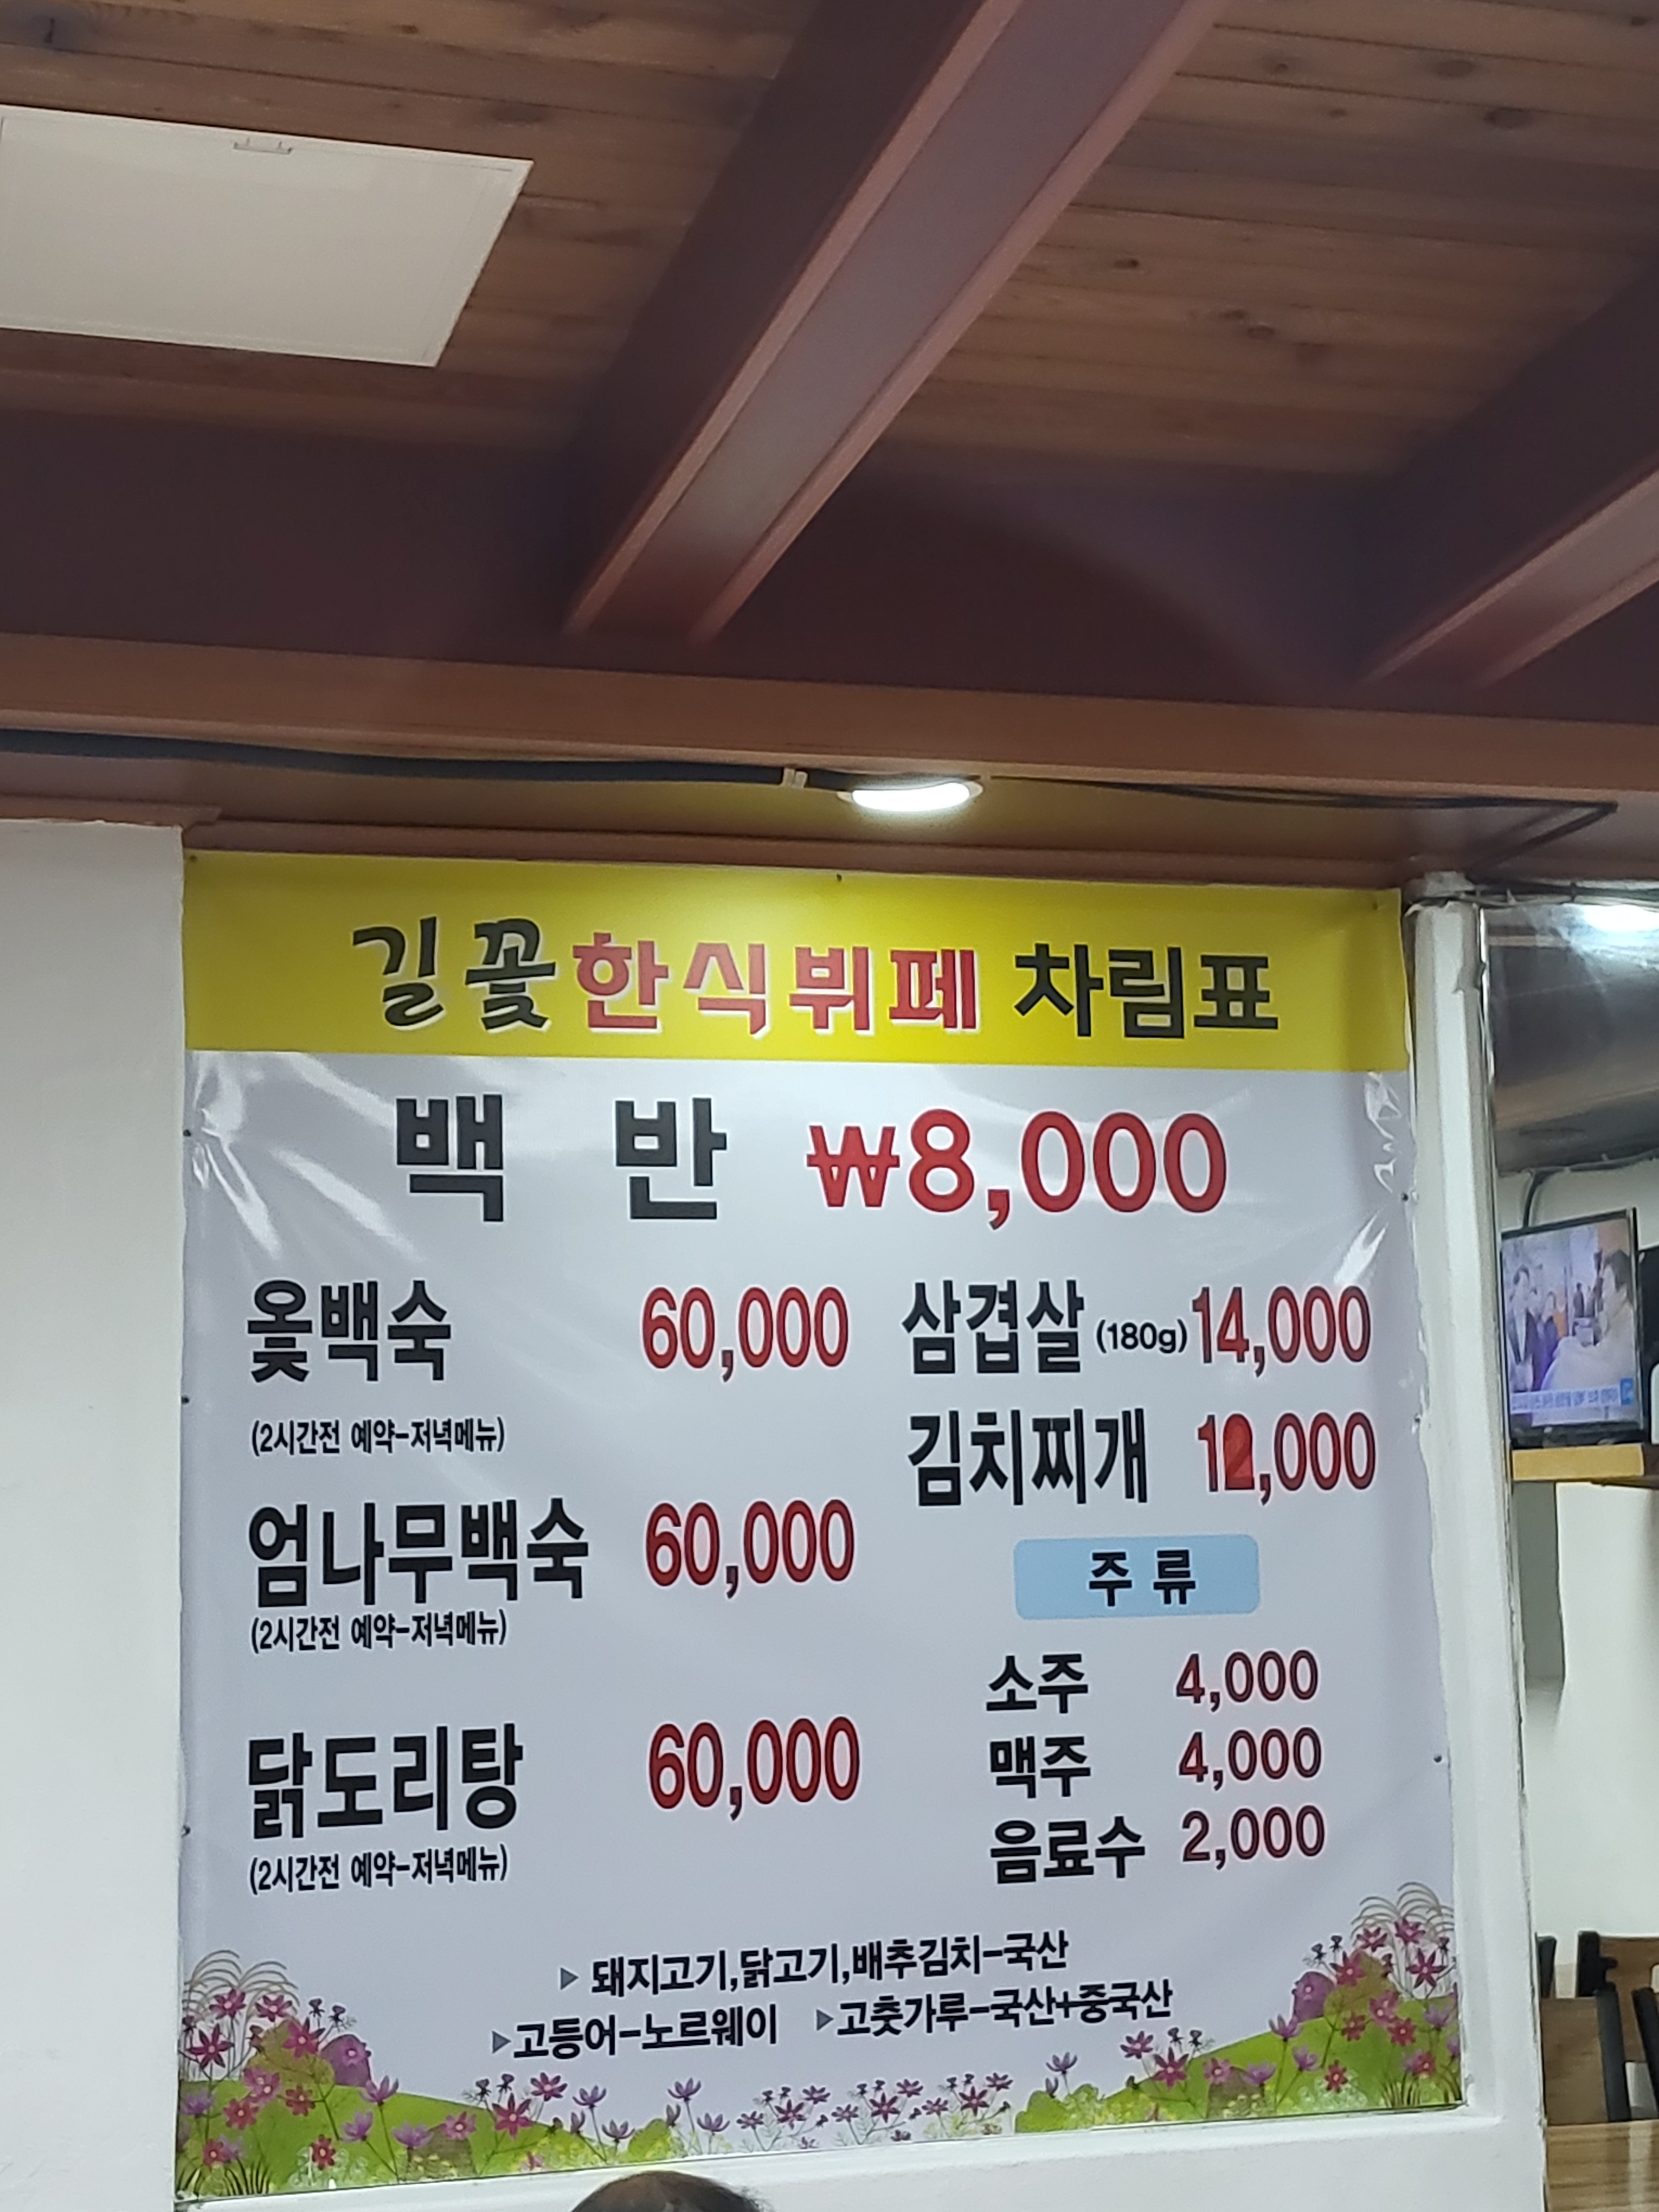 길꽃한식뷔페 차림표
백 반 ₩8,000
옻백숙 60,000
(2시간전 예약-저녁메뉴)
엄나무백숙 60,000
(2시간전 예약-저녁메뉴)
닭도리탕 60,000
(2시간전 예약-저녁메뉴)
삼겹살 (180g) 14,000
김치찌개 12,000
주 류
소주 4,000
맥주 4,000
음료수 2,000
▶ 돼지고기,닭고기,배추김치-국산
▶고등어-노르웨이 ▶고춧가루-국산+중국산